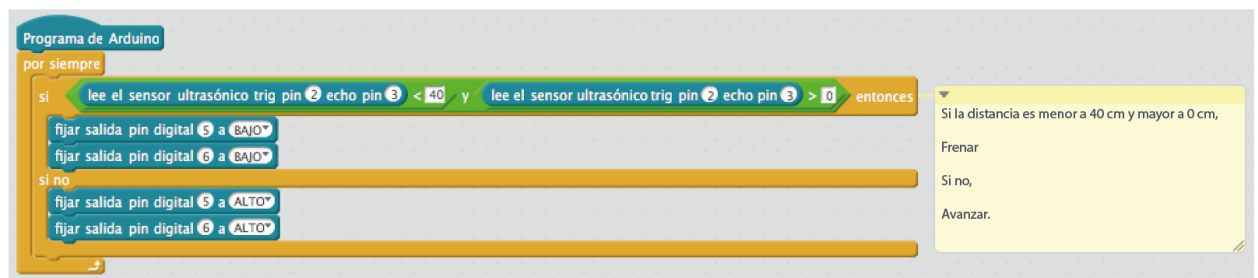 Programa de Arduino
por siempre
si lee el sensor ultrasónico trig pin 2 echo pin 3 < 40 y lee el sensor ultrasónico trig pin 2 echo pin 3 > 0 entonces
fijar salida pin digital 5 a BAJO
fijar salida pin digital 6 a BAJO
si no
fijar salida pin digital 5 a ALTO
fijar salida pin digital 6 a ALTO
Si la distancia es menor a 40 cm y mayor a 0 cm,
Frenar
Si no,
Avanzar.